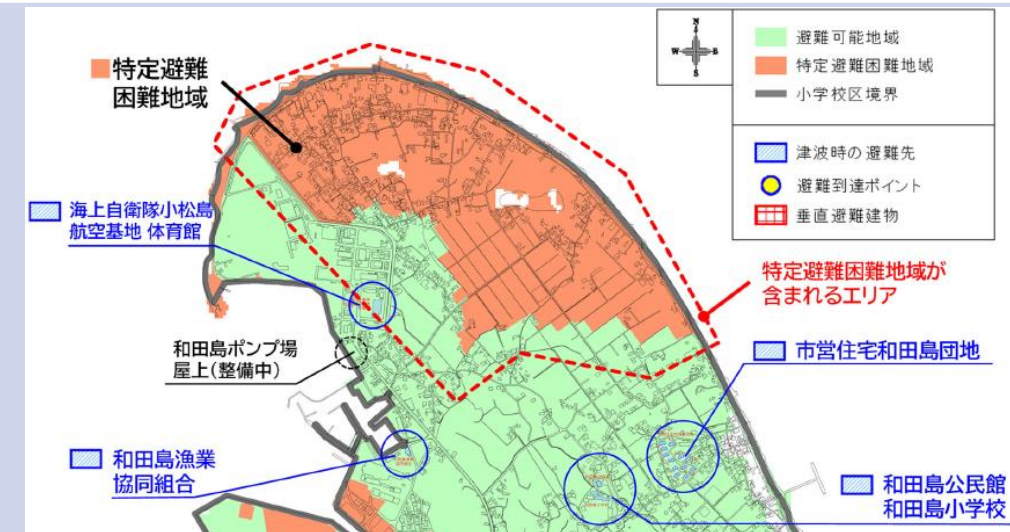 特定避難
困難地域
N
W E
S
避難可能地域
特定避難困難地域
小学校区境界
津波時の避難先
避難到達ポイント
垂直避難建物
海上自衛隊小松島
航空基地 体育館
特定避難困難地域が
含まれるエリア
和田島ポンプ場
屋上(整備中)
市営住宅和田島団地
和田島漁業
協同組合
和田島公民館
和田島小学校